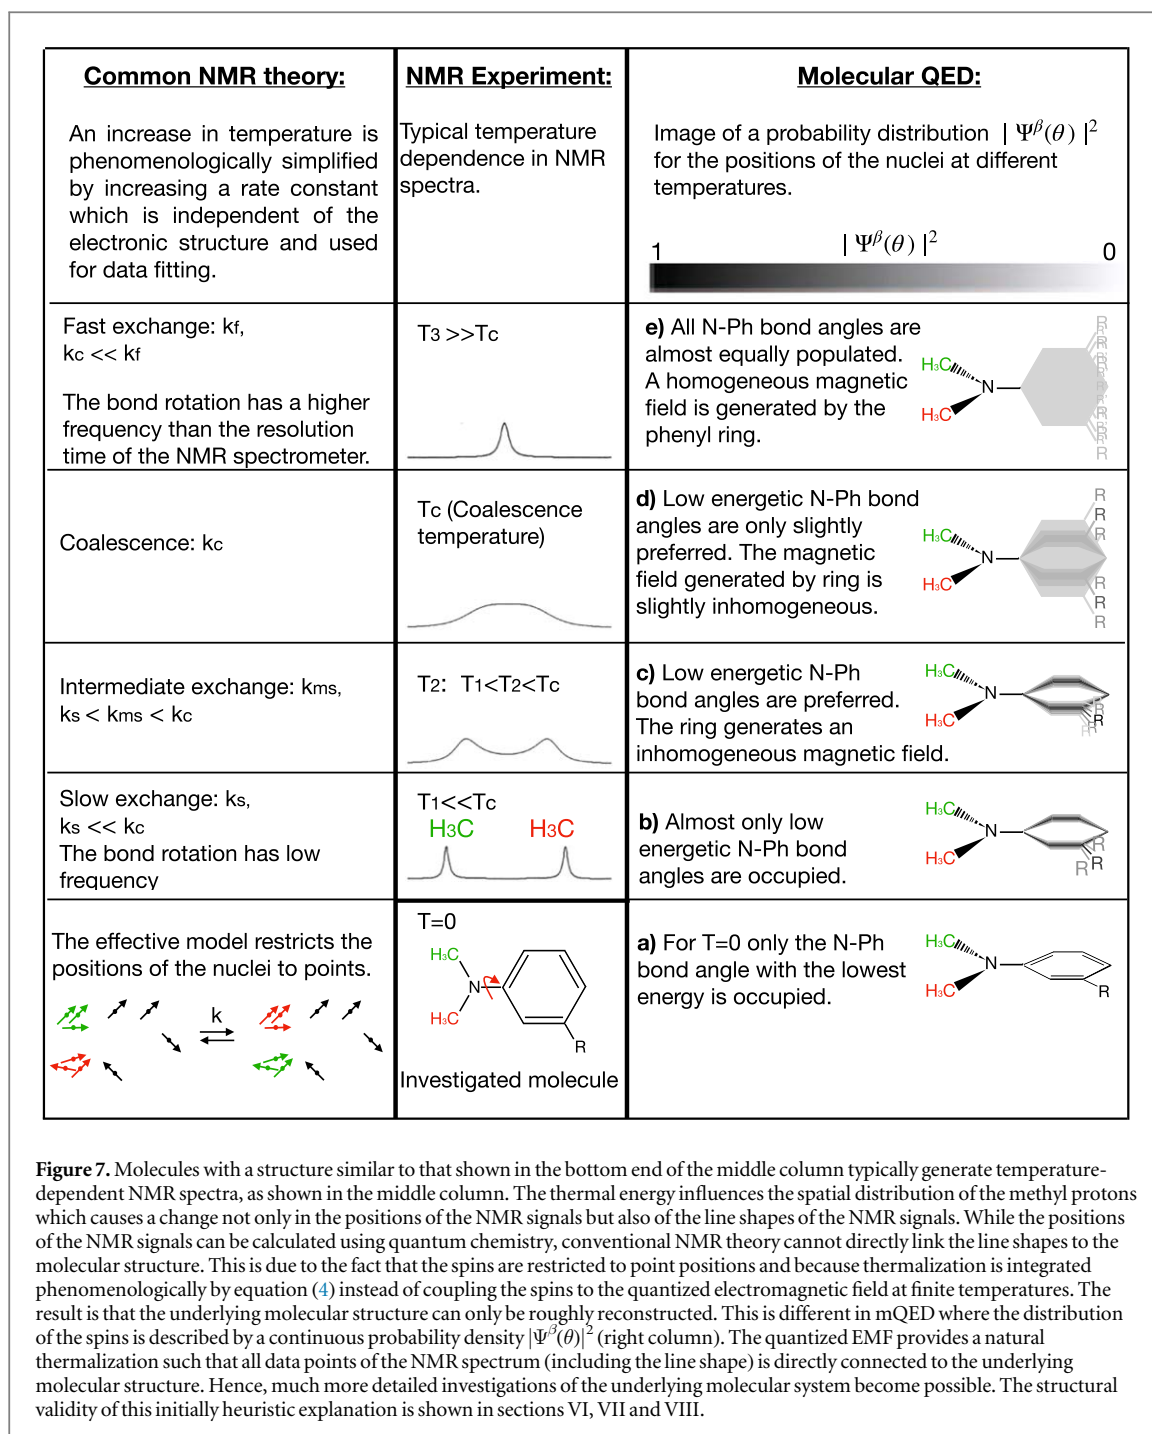 Common NMR theory:
An increase in temperature is
phenomenologically simplified
by increasing a rate constant
which is independent of the
electronic structure and used
for data fitting.
NMR Experiment:
Typical temperature
dependence in NMR
spectra.
Molecular QED:
Image of a probability distribution | Ψβ(θ) |2
for the positions of the nuclei at different
temperatures.
1 | Ψβ(θ) |2 0
Fast exchange: kf,
kc << kf
The bond rotation has a higher
frequency than the resolution
time of the NMR spectrometer.
T3 >>Tc
e) All N-Ph bond angles are
almost equally populated.
A homogeneous magnetic
field is generated by the
phenyl ring.
H3C
N
H3C
R
R
Coalescence: kc
Tc (Coalescence
temperature)
d) Low energetic N-Ph bond
angles are only slightly
preferred. The magnetic
field generated by ring is
slightly inhomogeneous.
H3C
N
H3C
R
R
R
R
R
R
Intermediate exchange: kms,
ks < kms < kc
T2: T1<T2<Tc
c) Low energetic N-Ph
bond angles are preferred.
The ring generates an
inhomogeneous magnetic field.
H3C
N
H3C
R
Slow exchange: ks,
ks << kc
The bond rotation has low
frequency
T1<<Tc
H3C H3C
b) Almost only low
energetic N-Ph bond
angles are occupied.
H3C
N
H3C
R
R
R
The effective model restricts the
positions of the nuclei to points.
k
T=0
H3C
N
H3C
R
Investigated molecule
a) For T=0 only the N-Ph
bond angle with the lowest
energy is occupied.
H3C
N
H3C
R
Figure 7. Molecules with a structure similar to that shown in the bottom end of the middle column typically generate temperature-
dependent NMR spectra, as shown in the middle column. The thermal energy influences the spatial distribution of the methyl protons
which causes a change not only in the positions of the NMR signals but also of the line shapes of the NMR signals. While the positions
of the NMR signals can be calculated using quantum chemistry, conventional NMR theory cannot directly link the line shapes to the
molecular structure. This is due to the fact that the spins are restricted to point positions and because thermalization is integrated
phenomenologically by equation (4) instead of coupling the spins to the quantized electromagnetic field at finite temperatures. The
result is that the underlying molecular structure can only be roughly reconstructed. This is different in mQED where the distribution
of the spins is described by a continuous probability density |Ψβ(θ)|2 (right column). The quantized EMF provides a natural
thermalization such that all data points of the NMR spectrum (including the line shape) is directly connected to the underlying
molecular structure. Hence, much more detailed investigations of the underlying molecular system become possible. The structural
validity of this initially heuristic explanation is shown in sections VI, VII and VIII.